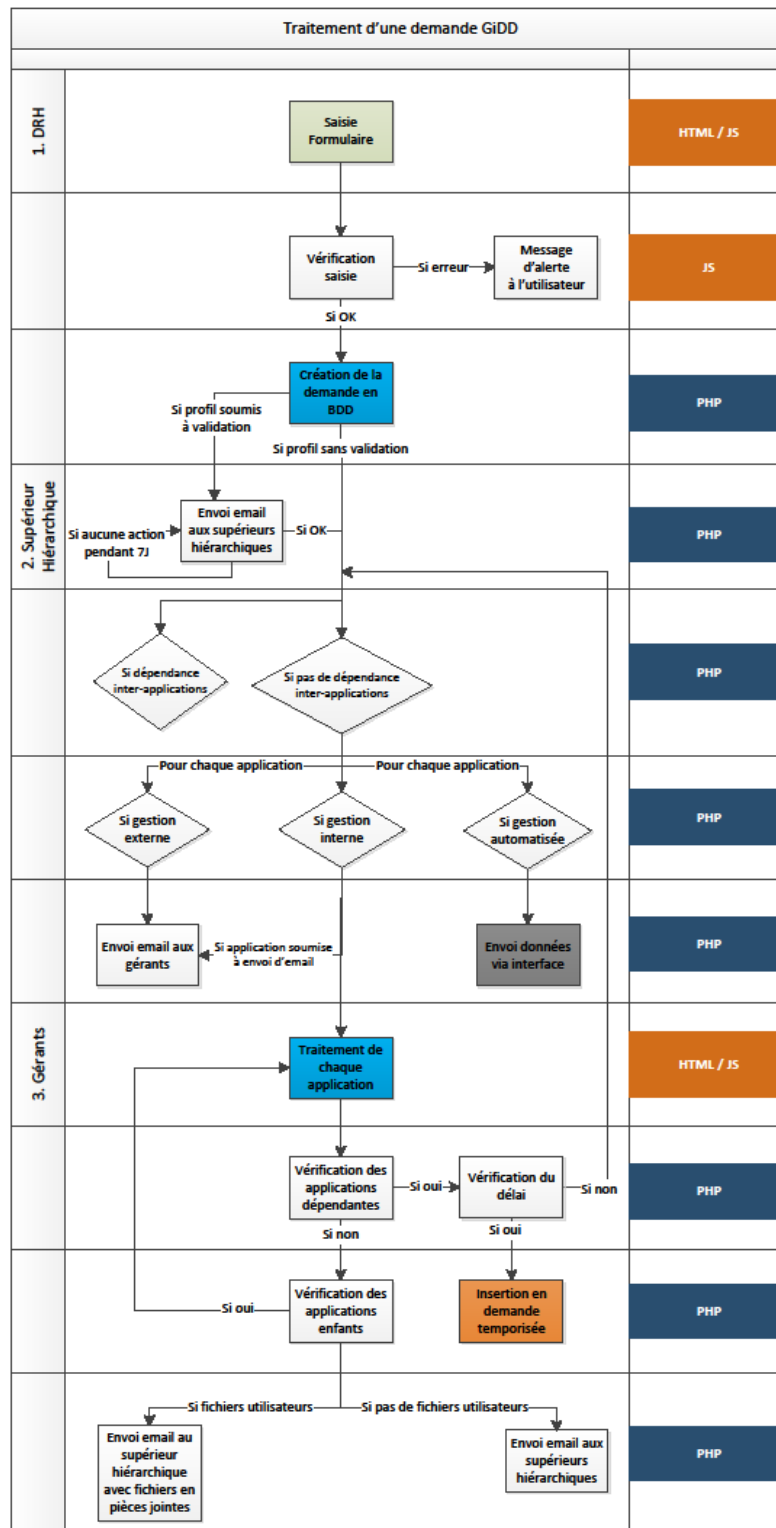 Traitement d'une demande GiDD
1. DRH
Saisie
Formulaire
HTML / JS
Vérification
saisie
Si erreur
Message
d'alerte
à l'utilisateur
JS
Si OK
Création de la
demande en
BDD
PHP
Si profil soumis
à validation
Si profil sans validation
2. Supérieur
Hiérarchique
Envoi email
aux supérieurs
hiérarchiques
Si aucune action
pendant 7J
Si OK
PHP
Si dépendance
inter-applications
Si pas de dépendance
inter-applications
PHP
Pour chaque application
Pour chaque application
Si gestion
externe
Si gestion
interne
Si gestion
automatisée
PHP
Envoi email aux
gérants
Si application soumise
à envoi d'email
Envoi données
via interface
PHP
3. Gérants
Traitement de
chaque
application
HTML / JS
Vérification des
applications
dépendantes
Si oui
Vérification du
délai
Si non
PHP
Si non
Si oui
Vérification des
applications
enfants
Si oui
Insertion en
demande
temporisée
PHP
Si fichiers utilisateurs
Si pas de fichiers utilisateurs
Envoi email au
supérieur
hiérarchique
avec fichiers en
pièces jointes
Envoi email aux
supérieurs
hiérarchiques
PHP